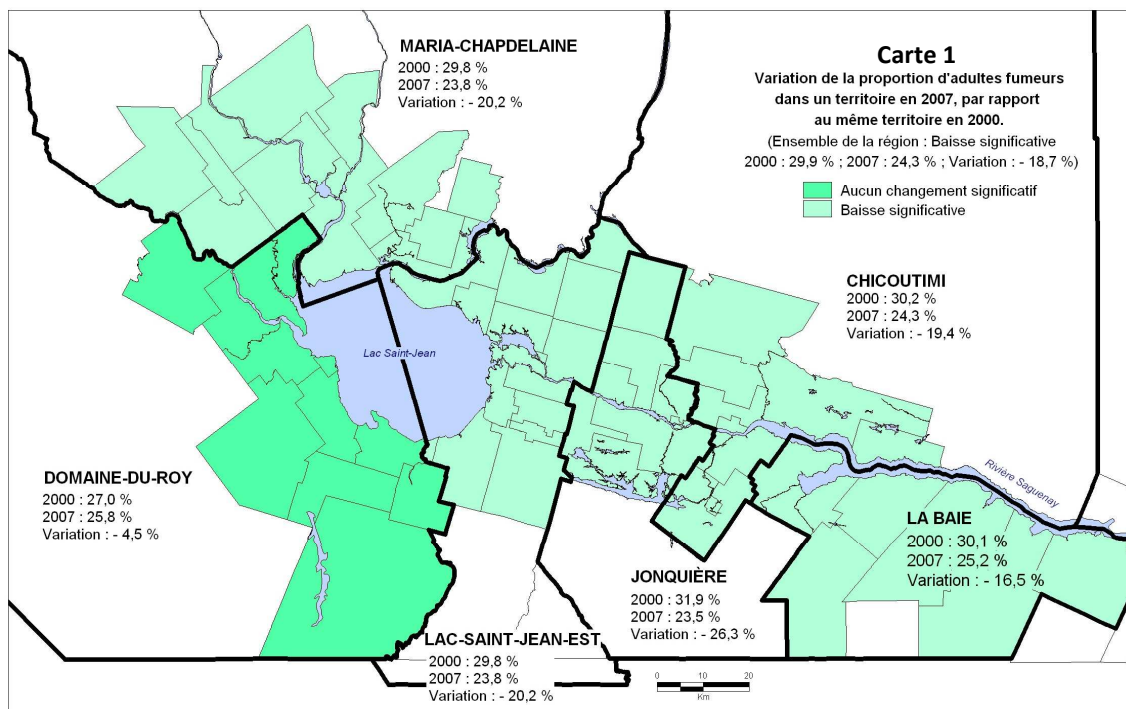 Carte 1
Variation de la proportion d'adultes fumeurs
dans un territoire en 2007, par rapport
au même territoire en 2000.
(Ensemble de la région : Baisse significative
2000 : 29,9 % ; 2007 : 24,3 % ; Variation : - 18,7 %)
Aucun changement significatif
Baisse significative
MARIA-CHAPDELAINE
2000 : 29,8 %
2007 : 23,8 %
Variation : - 20,2 %
CHICOUTIMI
2000 : 30,2 %
2007 : 24,3 %
Variation : - 19,4 %
Lac Saint-Jean
DOMAINE-DU-ROY
2000 : 27,0 %
2007 : 25,8 %
Variation : - 4,5 %
Rivière Saguenay
LA BAIE
2000 : 30,1 %
2007 : 25,2 %
Variation : - 16,5 %
JONQUIÈRE
2000 : 31,9 %
2007 : 23,5 %
Variation : - 26,3 %
LAC-SAINT-JEAN-EST
2000 : 29,8 %
2007 : 23,8 %
Variation : - 20,2 %
0 10 20
Km